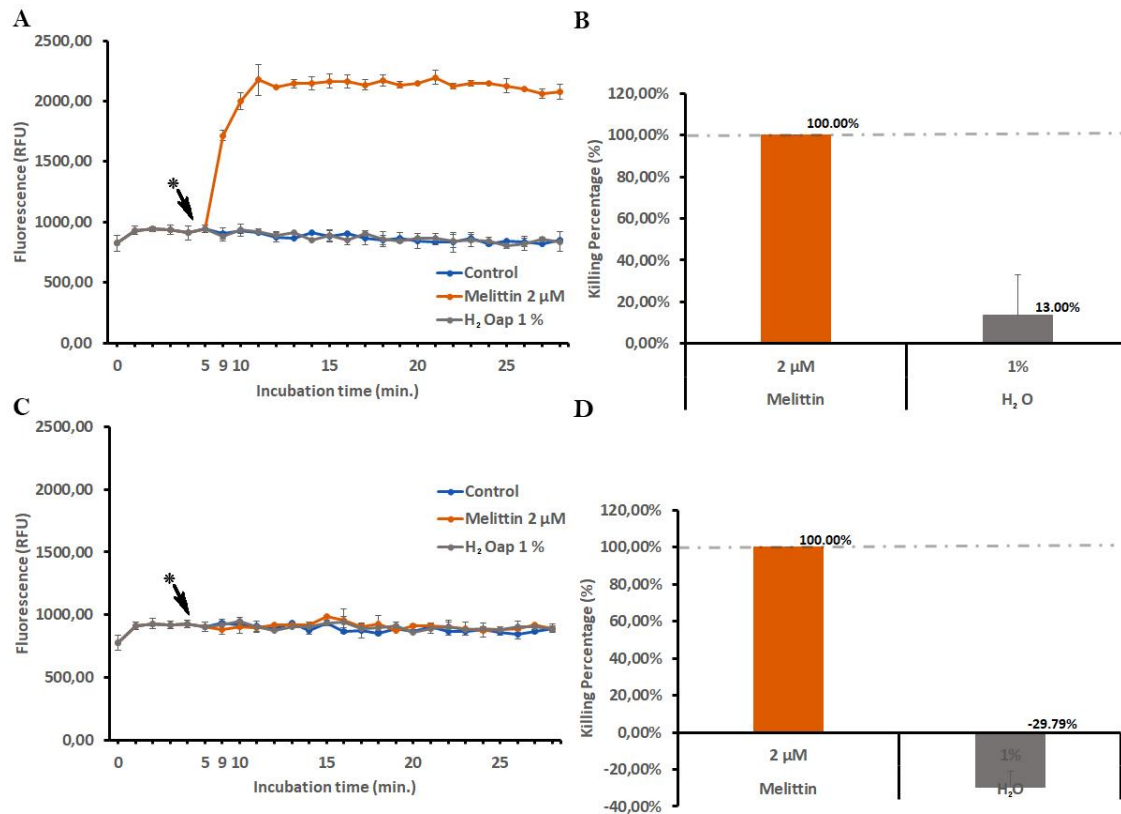 A
2500,00
2000,00
1500,00
1000,00
500,00
0,00
Fluorescence (RFU)
*
Control
Melittin 2 µM
H₂ Oap 1 %
0 5 9 10 15 20 25
Incubation time (min.)
B
120,00%
100,00%
80,00%
60,00%
40,00%
20,00%
0,00%
Killing Percentage (%)
100.00%
13.00%
2 µM 1%
Melittin H₂ O
C
2500,00
2000,00
1500,00
1000,00
500,00
0,00
Fluorescence (RFU)
*
Control
Melittin 2 µM
H₂ Oap 1 %
0 5 9 10 15 20 25
Incubation time (min.)
D
120,00%
100,00%
80,00%
60,00%
40,00%
20,00%
0,00%
-20,00%
-40,00%
Killing Percentage (%)
100.00%
-29.79%
2 µM 1%
Melittin H₂O